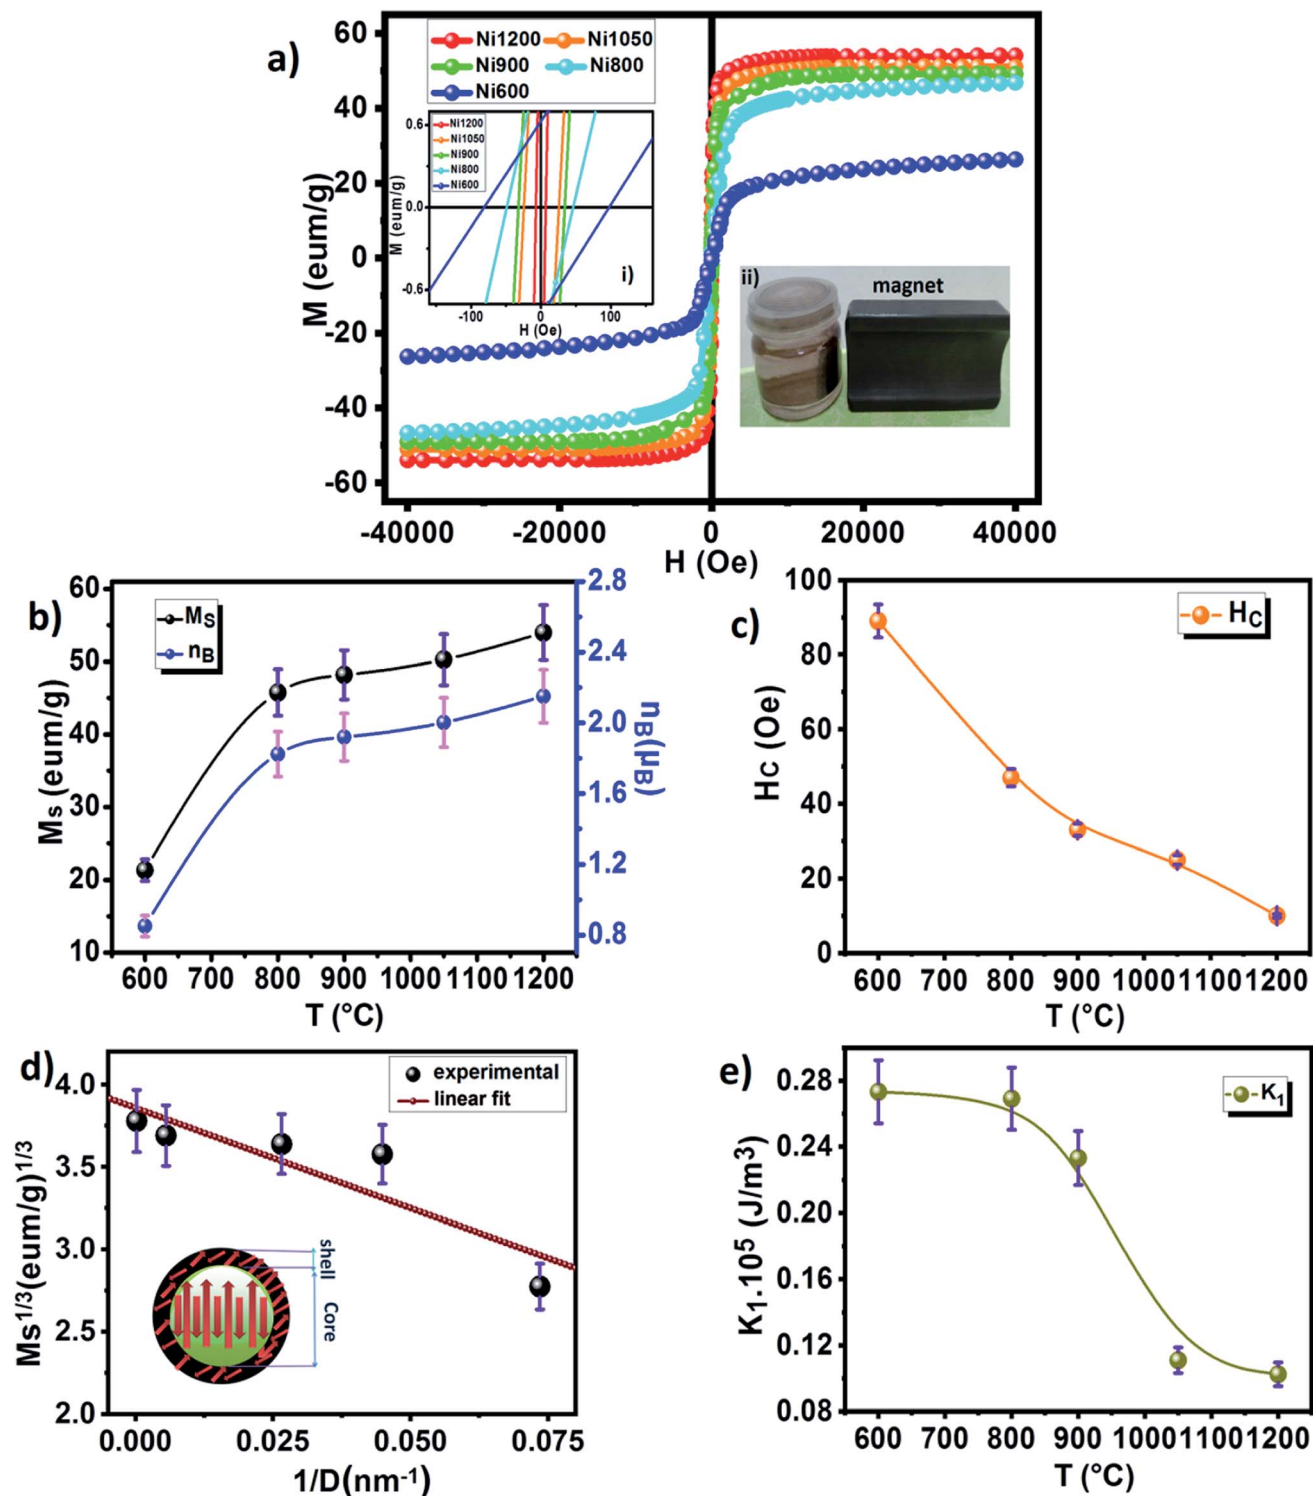 a)
Ni1200 Ni1050
Ni900 Ni800
Ni600
M (eum/g)
60
40
20
0
-20
-40
-60
-40000 -20000 0 20000 40000
H (Oe)
Ni1200
Ni1050
Ni900
Ni800
Ni600
M (eum/g)
0.6
0.0
-0.6
-100 0 100
H (Oe)
i)
ii)
magnet
b)
MS
nB
Ms (eum/g)
60
50
40
30
20
10
nB(μB)
2.8
2.4
2.0
1.6
1.2
0.8
600 700 800 900 1000 1100 1200
T (°C)
c)
HC
HC (Oe)
100
80
60
40
20
0
600 700 800 900 1000 1100 1200
T (°C)
d)
experimental
linear fit
Ms1/3(eum/g)1/3
4.0
3.5
3.0
2.5
2.0
shell
Core
0.000 0.025 0.050 0.075
1/D(nm-1)
e)
K1
K1.105 (J/m3)
0.28
0.24
0.20
0.16
0.12
0.08
600 700 800 900 1000 1100 1200
T (°C)